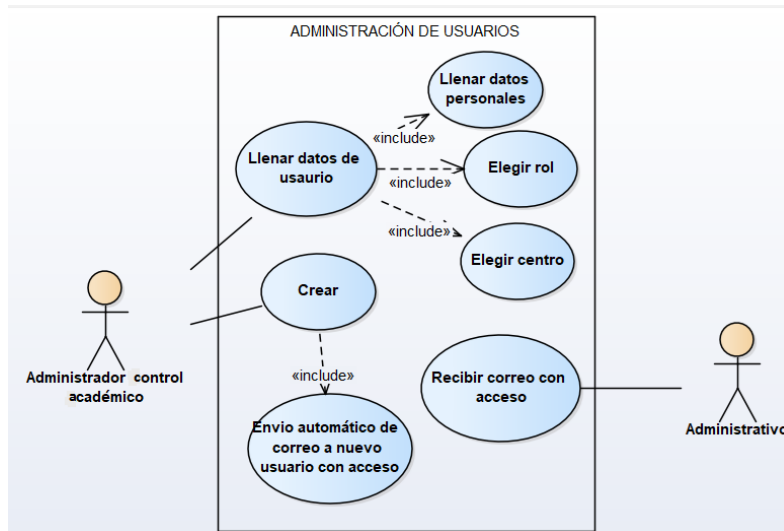 ADMINISTRACIÓN DE USUARIOS
Llenar datos
personales
«include»
Llenar datos de
usaurio
Elegir rol
«include»
«include»
Elegir centro
Crear
«include»
Recibir correo con
acceso
Administrador control
académico
Envio automático de
correo a nuevo
usuario con acceso
Administrativo